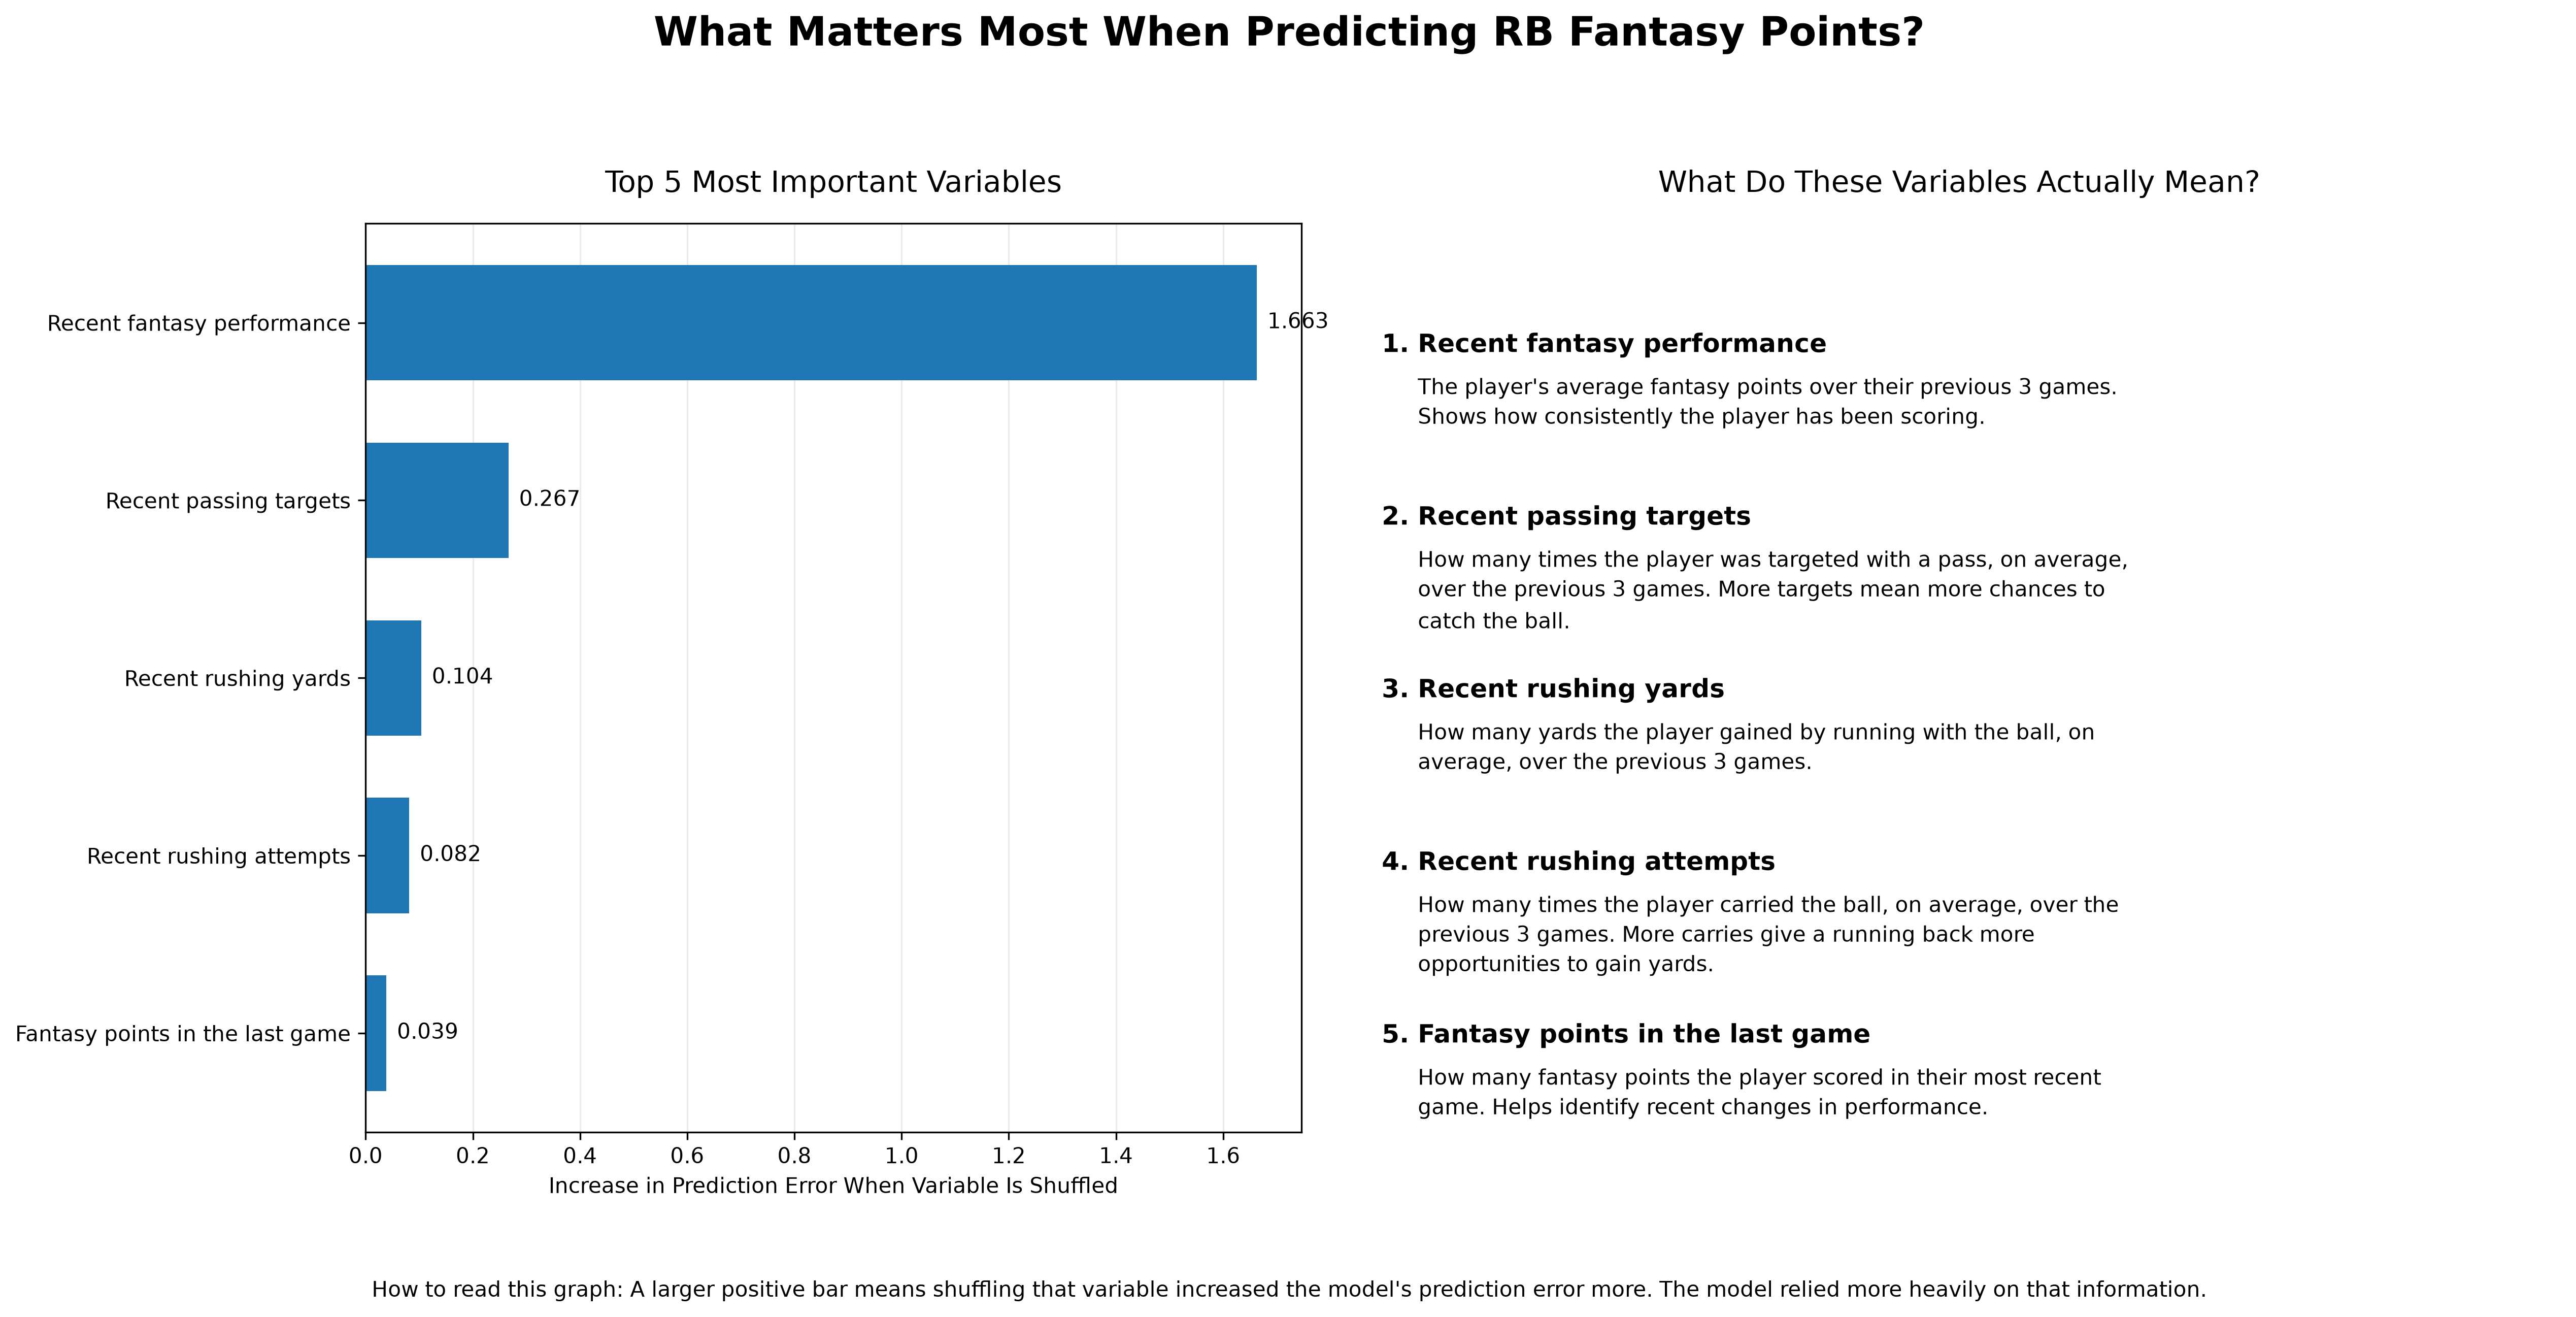 What Matters Most When Predicting RB Fantasy Points?
Top 5 Most Important Variables
Recent fantasy performance
1.663
Recent passing targets
0.267
Recent rushing yards
0.104
Recent rushing attempts
0.082
Fantasy points in the last game
0.039
0.0 0.2 0.4 0.6 0.8 1.0 1.2 1.4 1.6
Increase in Prediction Error When Variable Is Shuffled
What Do These Variables Actually Mean?
1. Recent fantasy performance
The player's average fantasy points over their previous 3 games.
Shows how consistently the player has been scoring.
2. Recent passing targets
How many times the player was targeted with a pass, on average,
over the previous 3 games. More targets mean more chances to
catch the ball.
3. Recent rushing yards
How many yards the player gained by running with the ball, on
average, over the previous 3 games.
4. Recent rushing attempts
How many times the player carried the ball, on average, over the
previous 3 games. More carries give a running back more
opportunities to gain yards.
5. Fantasy points in the last game
How many fantasy points the player scored in their most recent
game. Helps identify recent changes in performance.
How to read this graph: A larger positive bar means shuffling that variable increased the model's prediction error more. The model relied more heavily on that information.